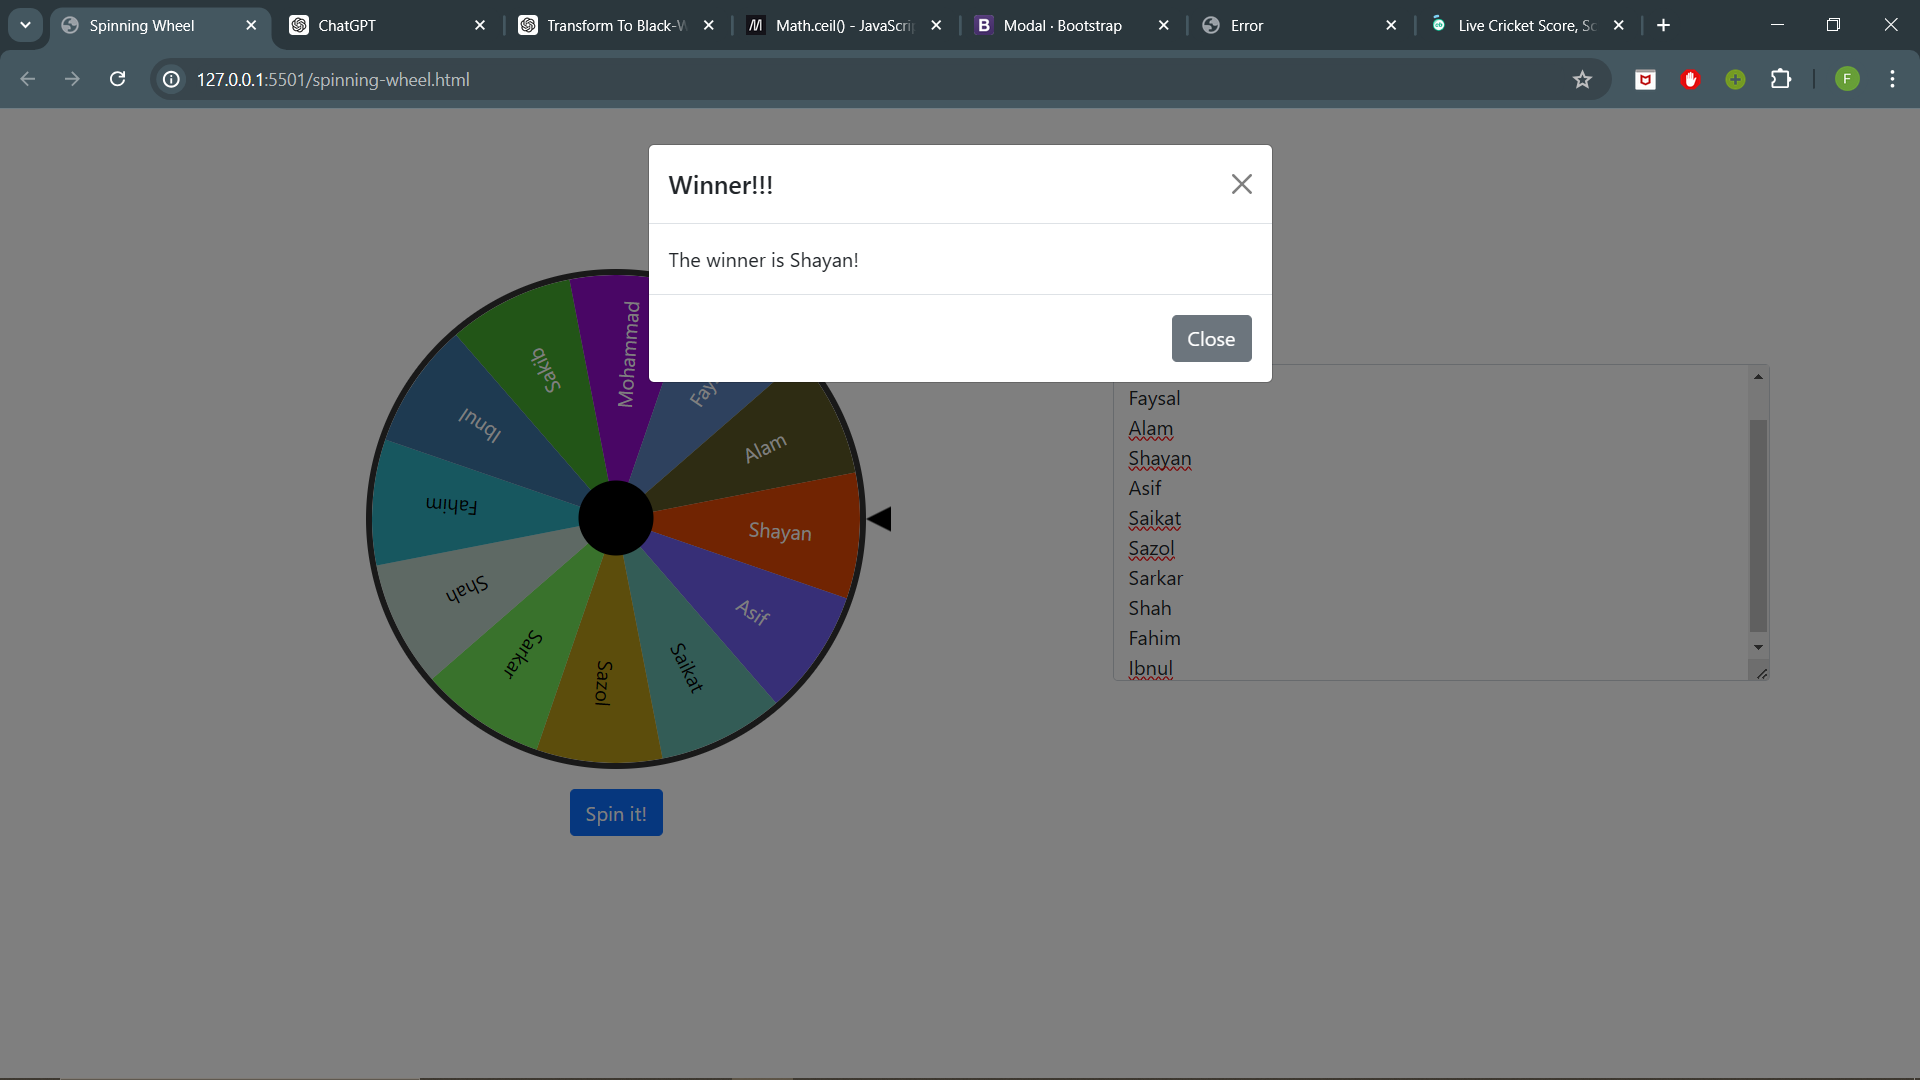 Spinning Wheel
ChatGPT
Transform To Black-W
Math.ceil() - JavaScri
Modal · Bootstrap
Error
Live Cricket Score, Sc
127.0.0.1:5501/spinning-wheel.html
F
Winner!!!
The winner is Shayan!
Close
Mohammad
Fay
Alam
Shayan
Asif
Saikat
Sazol
Sarkar
Shah
Fahim
Ibnul
Sakib
Spin it!
Faysal
Alam
Shayan
Asif
Saikat
Sazol
Sarkar
Shah
Fahim
Ibnul